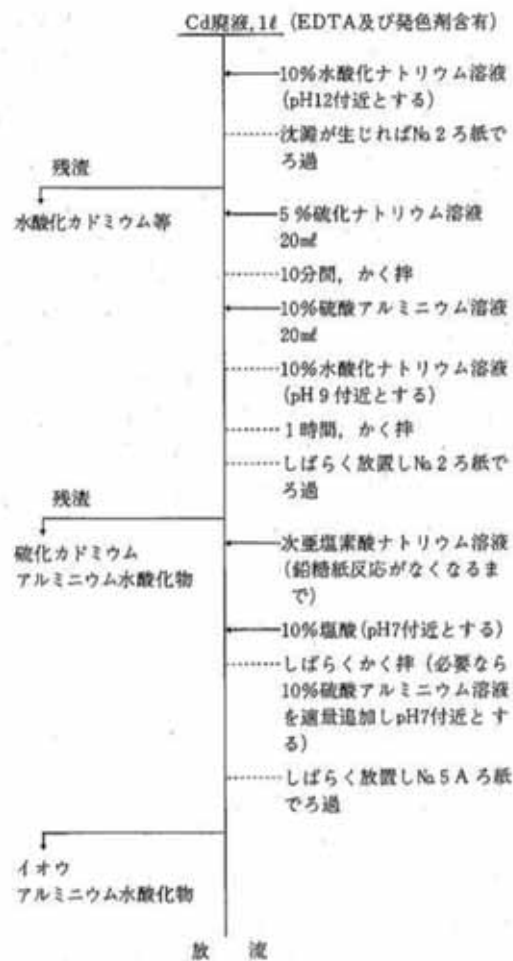 Cd廃液, 1ℓ (EDTA及び発色剤含有)
10%水酸化ナトリウム溶液
(pH12付近とする)
沈澱が生じればNo.2ろ紙で
ろ過
残渣
水酸化カドミウム等
5%硫化ナトリウム溶液
20mℓ
10分間, かく拌
10%硫酸アルミニウム溶液
20mℓ
10%水酸化ナトリウム溶液
(pH9付近とする)
1時間, かく拌
しばらく放置しNo.2ろ紙で
ろ過
残渣
硫化カドミウム
アルミニウム水酸化物
次亜塩素酸ナトリウム溶液
(鉛糖紙反応がなくなるま
で)
10%塩酸(pH7付近とする)
しばらくかく拌(必要なら
10%硫酸アルミニウム溶液
を適量追加しpH7付近とす
る)
しばらく放置しNo.5Aろ紙
でろ過
イオウ
アルミニウム水酸化物
放流